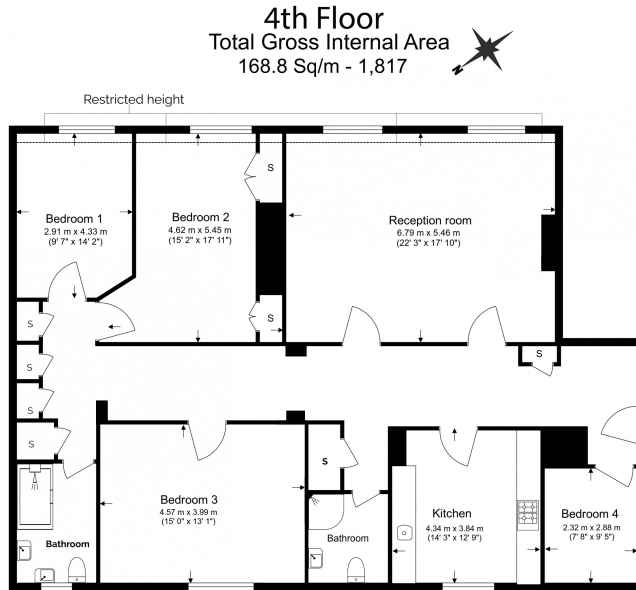 4th Floor
Total Gross Internal Area
168.8 Sq/m - 1,817
N
Restricted height
Bedroom 1
2.91 m x 4.33 m
(9' 7" x 14' 2")
Bedroom 2
4.62 m x 5.45 m
(15' 2" x 17' 11")
S
S
Reception room
6.79 m x 5.46 m
(22' 3" x 17' 10")
S
S
S
S
S
Bedroom 3
4.57 m x 3.99 m
(15' 0" x 13' 1")
S
Bathroom
Bathroom
Kitchen
4.34 m x 3.84 m
(14' 3" x 12' 9")
Bedroom 4
2.32 m x 2.88 m
(7' 8" x 9' 5")